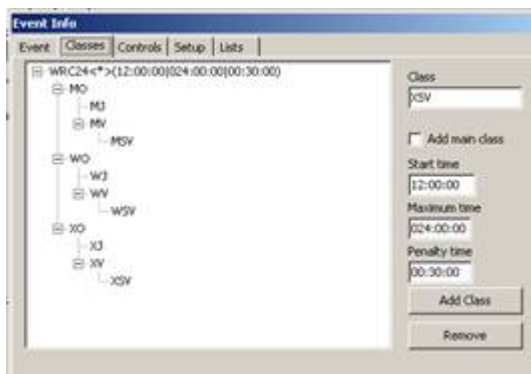 Event Info
Event Classes Controls Setup Lists
WRC24<*>(12:00:00|024:00:00|00:30:00)
MO
MJ
MV
MSV
WO
WJ
WV
WSV
XO
XJ
XV
XSV
Class
XSV
Add main class
Start time
12:00:00
Maximum time
024:00:00
Penalty time
00:30:00
Add Class
Remove